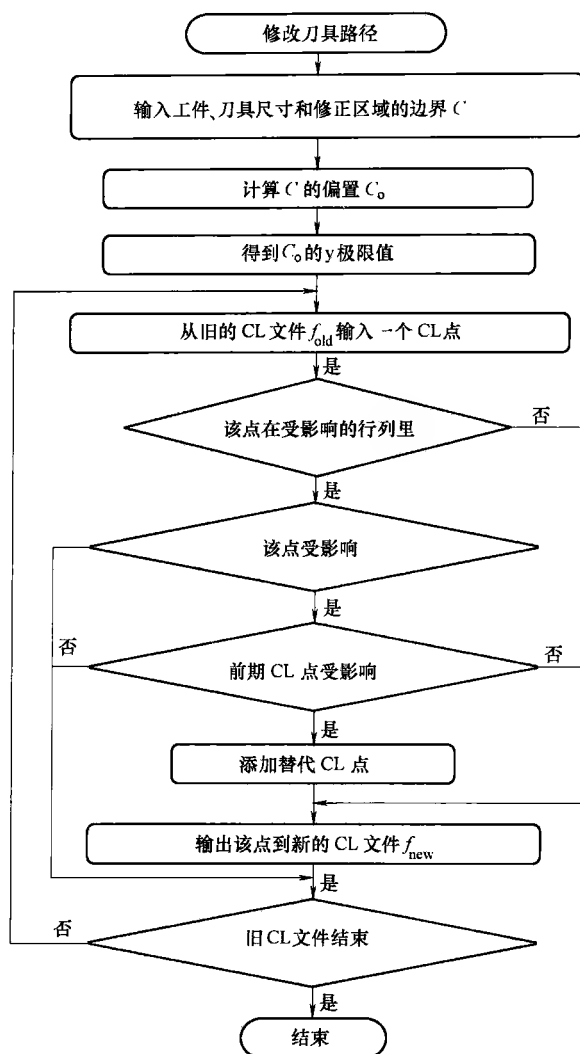 修改刀具路径
输入工件、刀具尺寸和修正区域的边界 C
计算 C 的偏置 C₀
得到 C₀的 y 极限值
从旧的 CL 文件 f_old 输入一个 CL 点
是
该点在受影响的行列里
否
是
该点受影响
是
否
前期 CL 点受影响
否
是
添加替代 CL 点
输出该点到新的 CL 文件 f_new
是
否
旧 CL 文件结束
是
结束